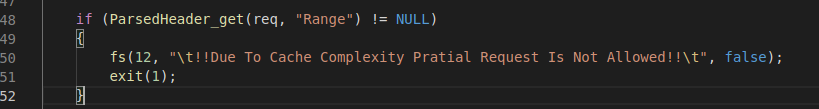 47
48 if (ParsedHeader_get(req, "Range") != NULL)
49 {
50 fs(12, "\t!!Due To Cache Complexity Pratial Request Is Not Allowed!!\t", false);
51 exit(1);
52 }